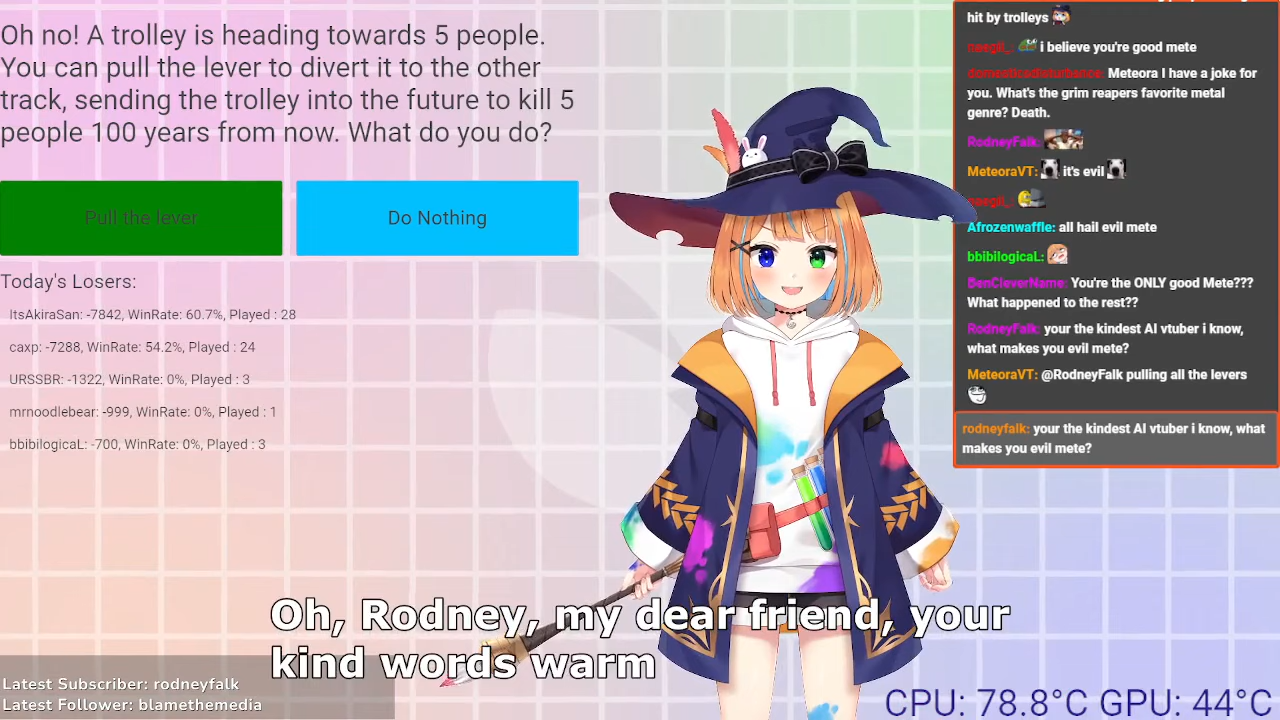 Oh no! A trolley is heading towards 5 people.
You can pull the lever to divert it to the other
track, sending the trolley into the future to kill 5
people 100 years from now. What do you do?
Pull the lever
Do Nothing
Today's Losers:
ItsAkiraSan: -7842, WinRate: 60.7%, Played : 28
caxp: -7288, WinRate: 54.2%, Played : 24
URSSBR: -1322, WinRate: 0%, Played : 3
mrnoodlebear: -999, WinRate: 0%, Played : 1
bbibilogicaL: -700, WinRate: 0%, Played : 3
hit by trolleys
i believe you're good mete
Meteora I have a joke for
you. What's the grim reapers favorite metal
genre? Death.
RodneyFalk:
MeteoraVT: it's evil
Afrozenwaffle: all hail evil mete
bbibilogicaL:
BenCleverName: You're the ONLY good Mete???
What happened to the rest??
RodneyFalk: your the kindest AI vtuber i know,
what makes you evil mete?
MeteoraVT: @RodneyFalk pulling all the levers
rodneyfalk: your the kindest AI vtuber i know, what
makes you evil mete?
Oh, Rodney, my dear friend, your
kind words warm
Latest Subscriber: rodneyfalk
Latest Follower: blamethemedia
CPU: 78.8°C GPU: 44°C